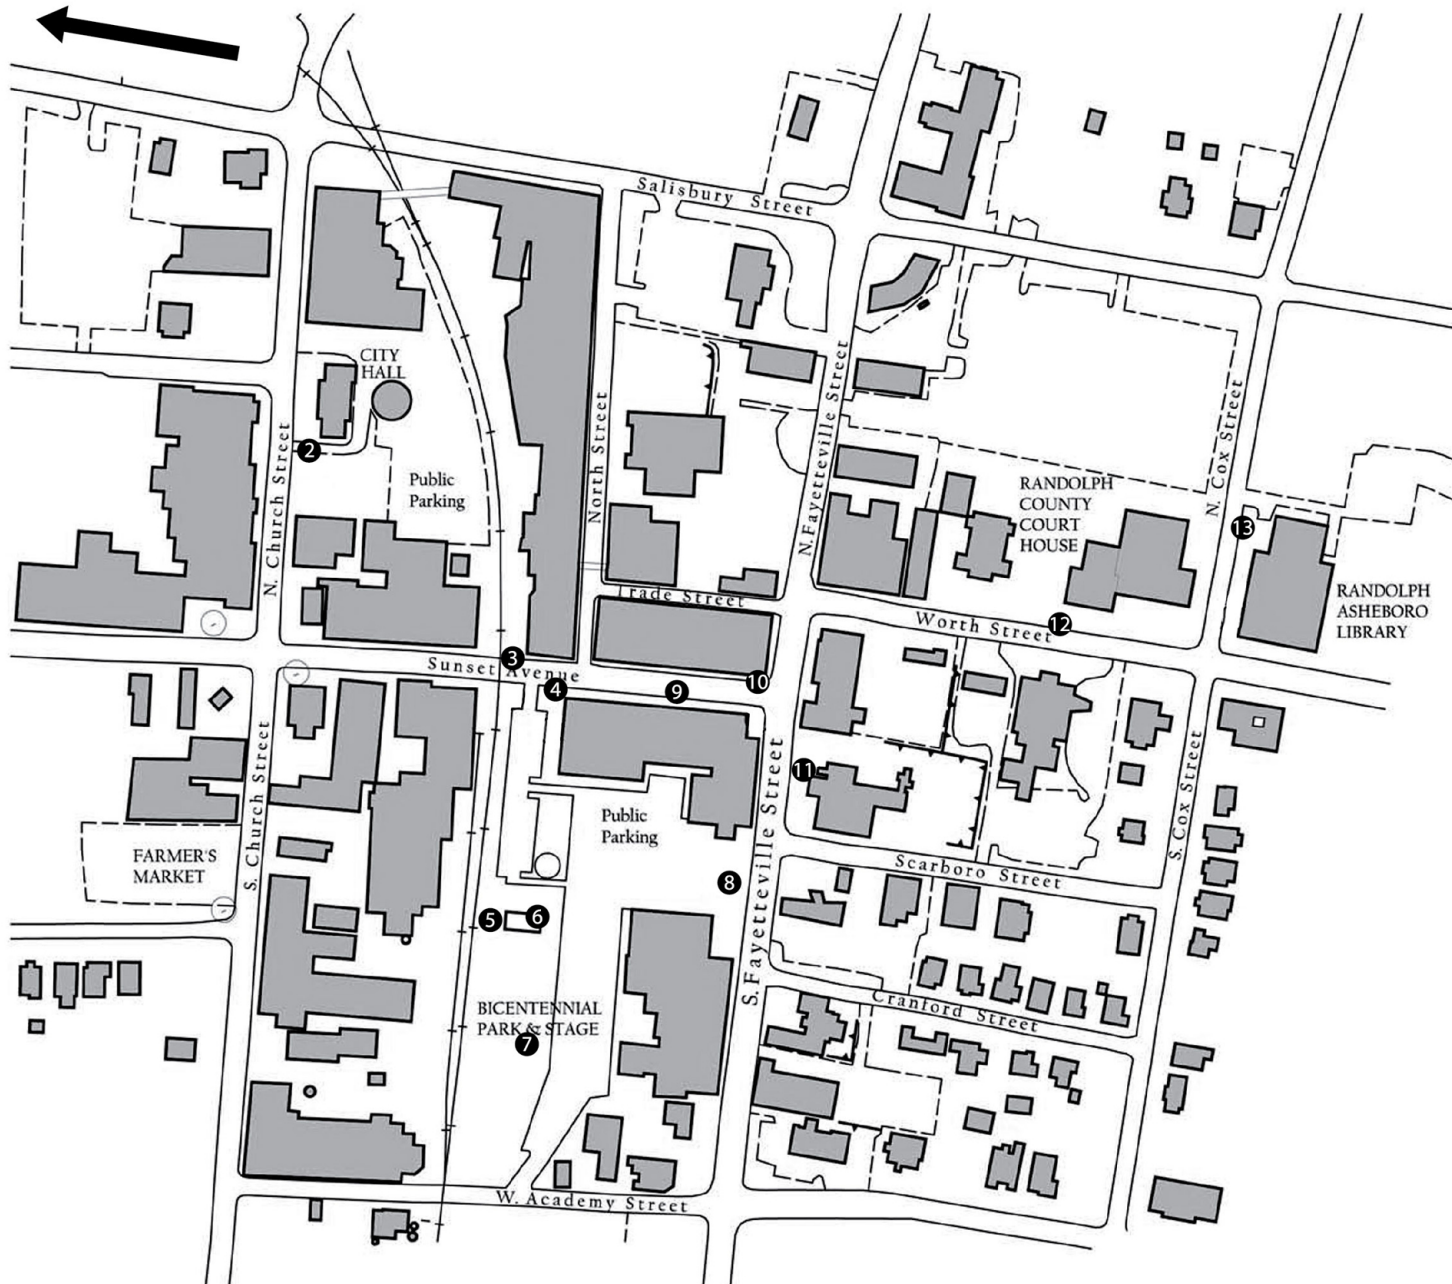 Salisbury Street
CITY
HALL
N. Fayetteville Street
N. Cox Street
North Street
N. Church Street
2
Public
Parking
RANDOLPH
COUNTY
COURT
HOUSE
13
RANDOLPH
ASHEBORO
LIBRARY
Trade Street
Worth Street
12
3
Sunset Avenue
4
9
10
11
S. Church Street
S. Fayetteville Street
S. Cox Street
Public
Parking
FARMER'S
MARKET
Scarboro Street
8
5
6
BICENTENNIAL
PARK & STAGE
7
Cranford Street
W. Academy Street